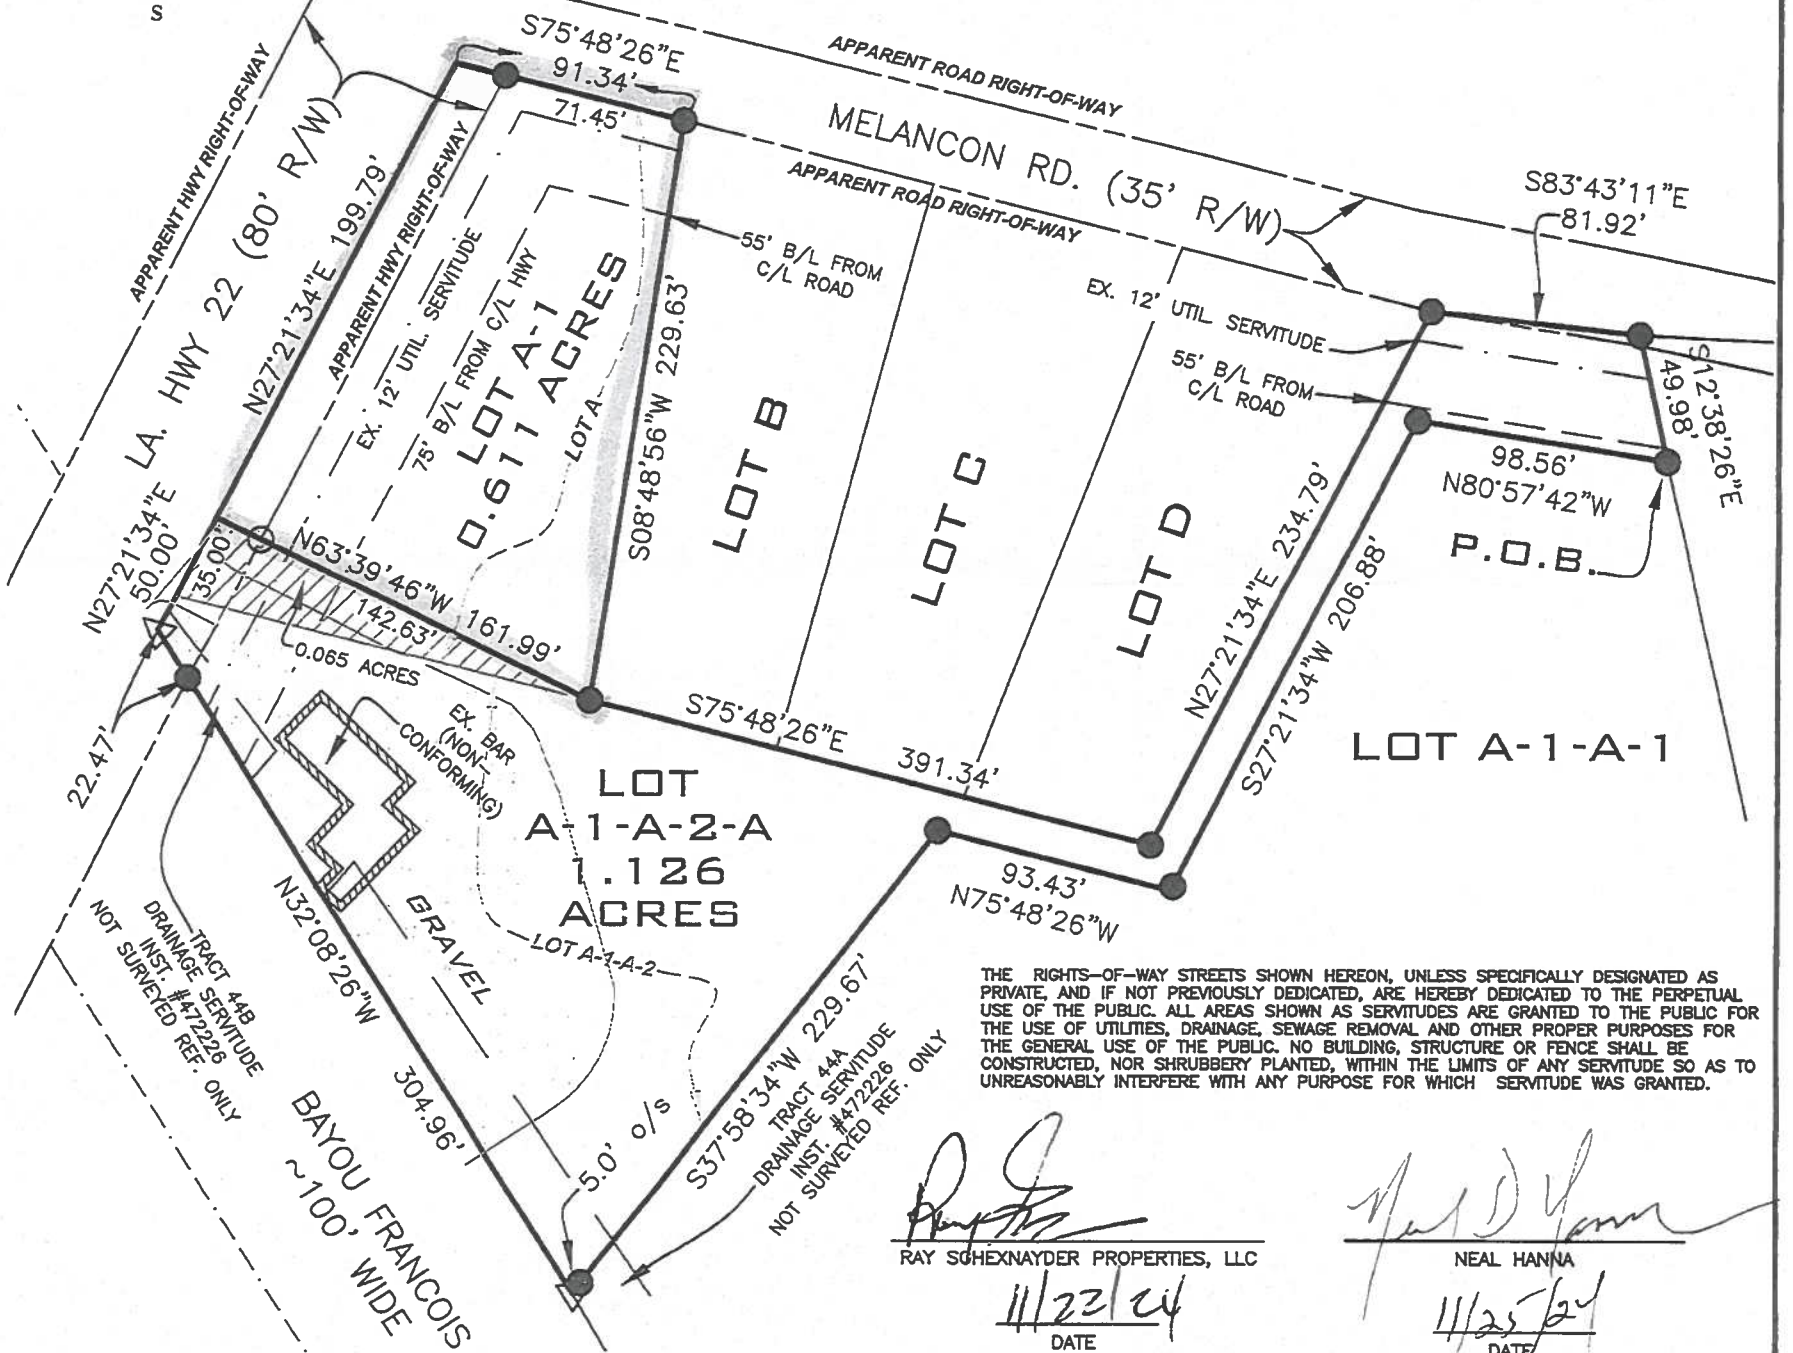 S
S75°48'26"E
91.34'
71.45'
APPARENT ROAD RIGHT-OF-WAY
MELANCON RD. (35' R/W)
APPARENT ROAD RIGHT-OF-WAY
S83°43'11"E
81.92'
APPARENT HWY RIGHT-OF-WAY
LA. HWY 22 (80' R/W)
N27°21'34"E 199.79'
APPARENT HWY RIGHT-OF-WAY
EX. 12' UTIL. SERVITUDE
75' B/L FROM C/L HWY
LOT A-1
0.611 ACRES
LOT A
S08°48'56"W 229.63'
55' B/L FROM
C/L ROAD
LOT B
LOT C
LOT D
EX. 12' UTIL. SERVITUDE
55' B/L FROM
C/L ROAD
S12°38'26"E
49.98'
98.56'
N80°57'42"W
P.O.B.
N27°21'34"E 234.79'
S27°21'34"W 206.88'
LOT A-1-A-1
N27°21'34"E
50.00'
35.00'
N63°39'46"W 161.99'
142.63'
0.065 ACRES
22.47'
EX. BAR
(NON-
CONFORMING)
S75°48'26"E
391.34'
LOT
A-1-A-2-A
1.126
ACRES
GRAVEL
LOT A-1-A-2
93.43'
N75°48'26"W
N32°08'26"W
304.96'
TRACT 44B
DRAINAGE SERVITUDE
INST. #472226
NOT SURVEYED REF. ONLY
BAYOU FRANCOIS
~100' WIDE
5.0' o/s
S37°58'34"W 229.67'
TRACT 44A
DRAINAGE SERVITUDE
INST. #472226
NOT SURVEYED REF. ONLY
THE RIGHTS-OF-WAY STREETS SHOWN HEREON, UNLESS SPECIFICALLY DESIGNATED AS
PRIVATE, AND IF NOT PREVIOUSLY DEDICATED, ARE HEREBY DEDICATED TO THE PERPETUAL
USE OF THE PUBLIC. ALL AREAS SHOWN AS SERVITUDES ARE GRANTED TO THE PUBLIC FOR
THE USE OF UTILITIES, DRAINAGE, SEWAGE REMOVAL AND OTHER PROPER PURPOSES FOR
THE GENERAL USE OF THE PUBLIC. NO BUILDING, STRUCTURE OR FENCE SHALL BE
CONSTRUCTED, NOR SHRUBBERY PLANTED, WITHIN THE LIMITS OF ANY SERVITUDE SO AS TO
UNREASONABLY INTERFERE WITH ANY PURPOSE FOR WHICH SERVITUDE WAS GRANTED.
RAY SCHEXNAYDER PROPERTIES, LLC
11/22/24
DATE
Neal D Hanna
NEAL HANNA
11/25/24
DATE